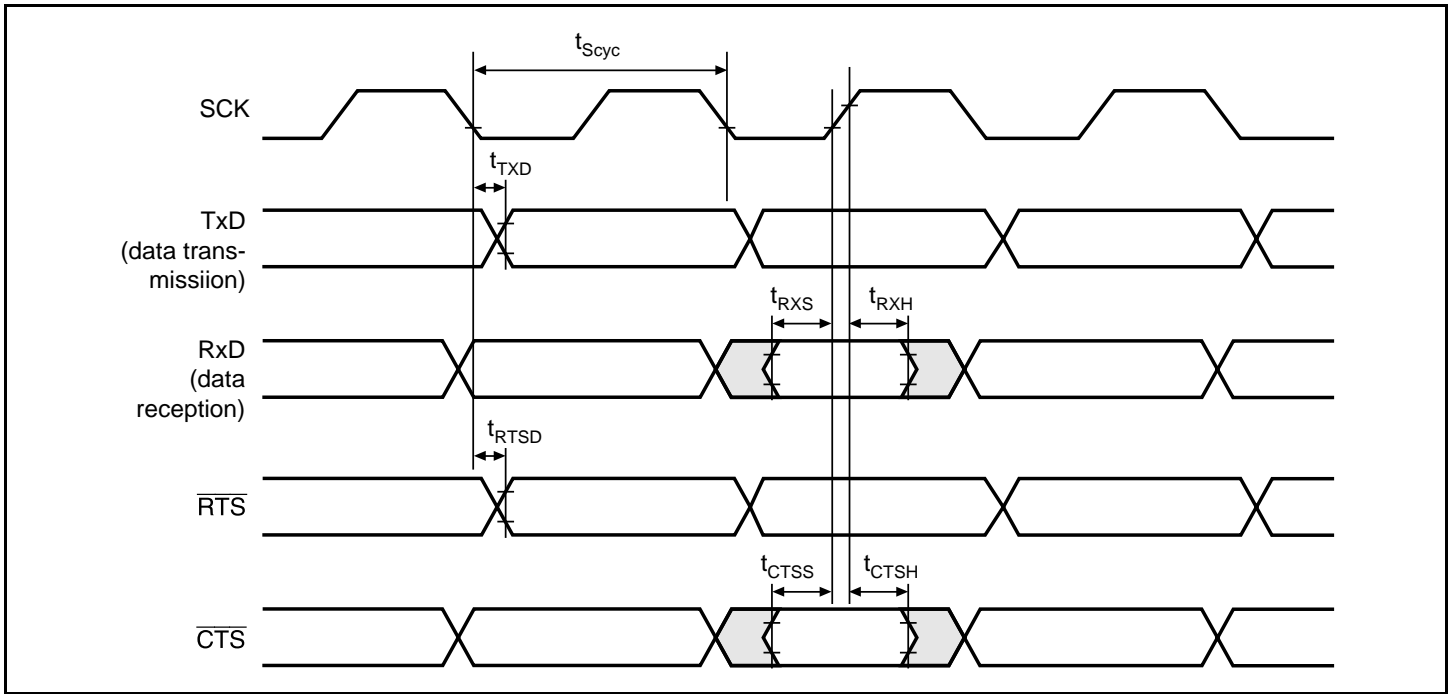 tScyc
SCK
tTXD
TxD
(data trans-
missiion)
tRXS
tRXH
RxD
(data
reception)
tRTSD
RTS
tCTSS
tCTSH
CTS